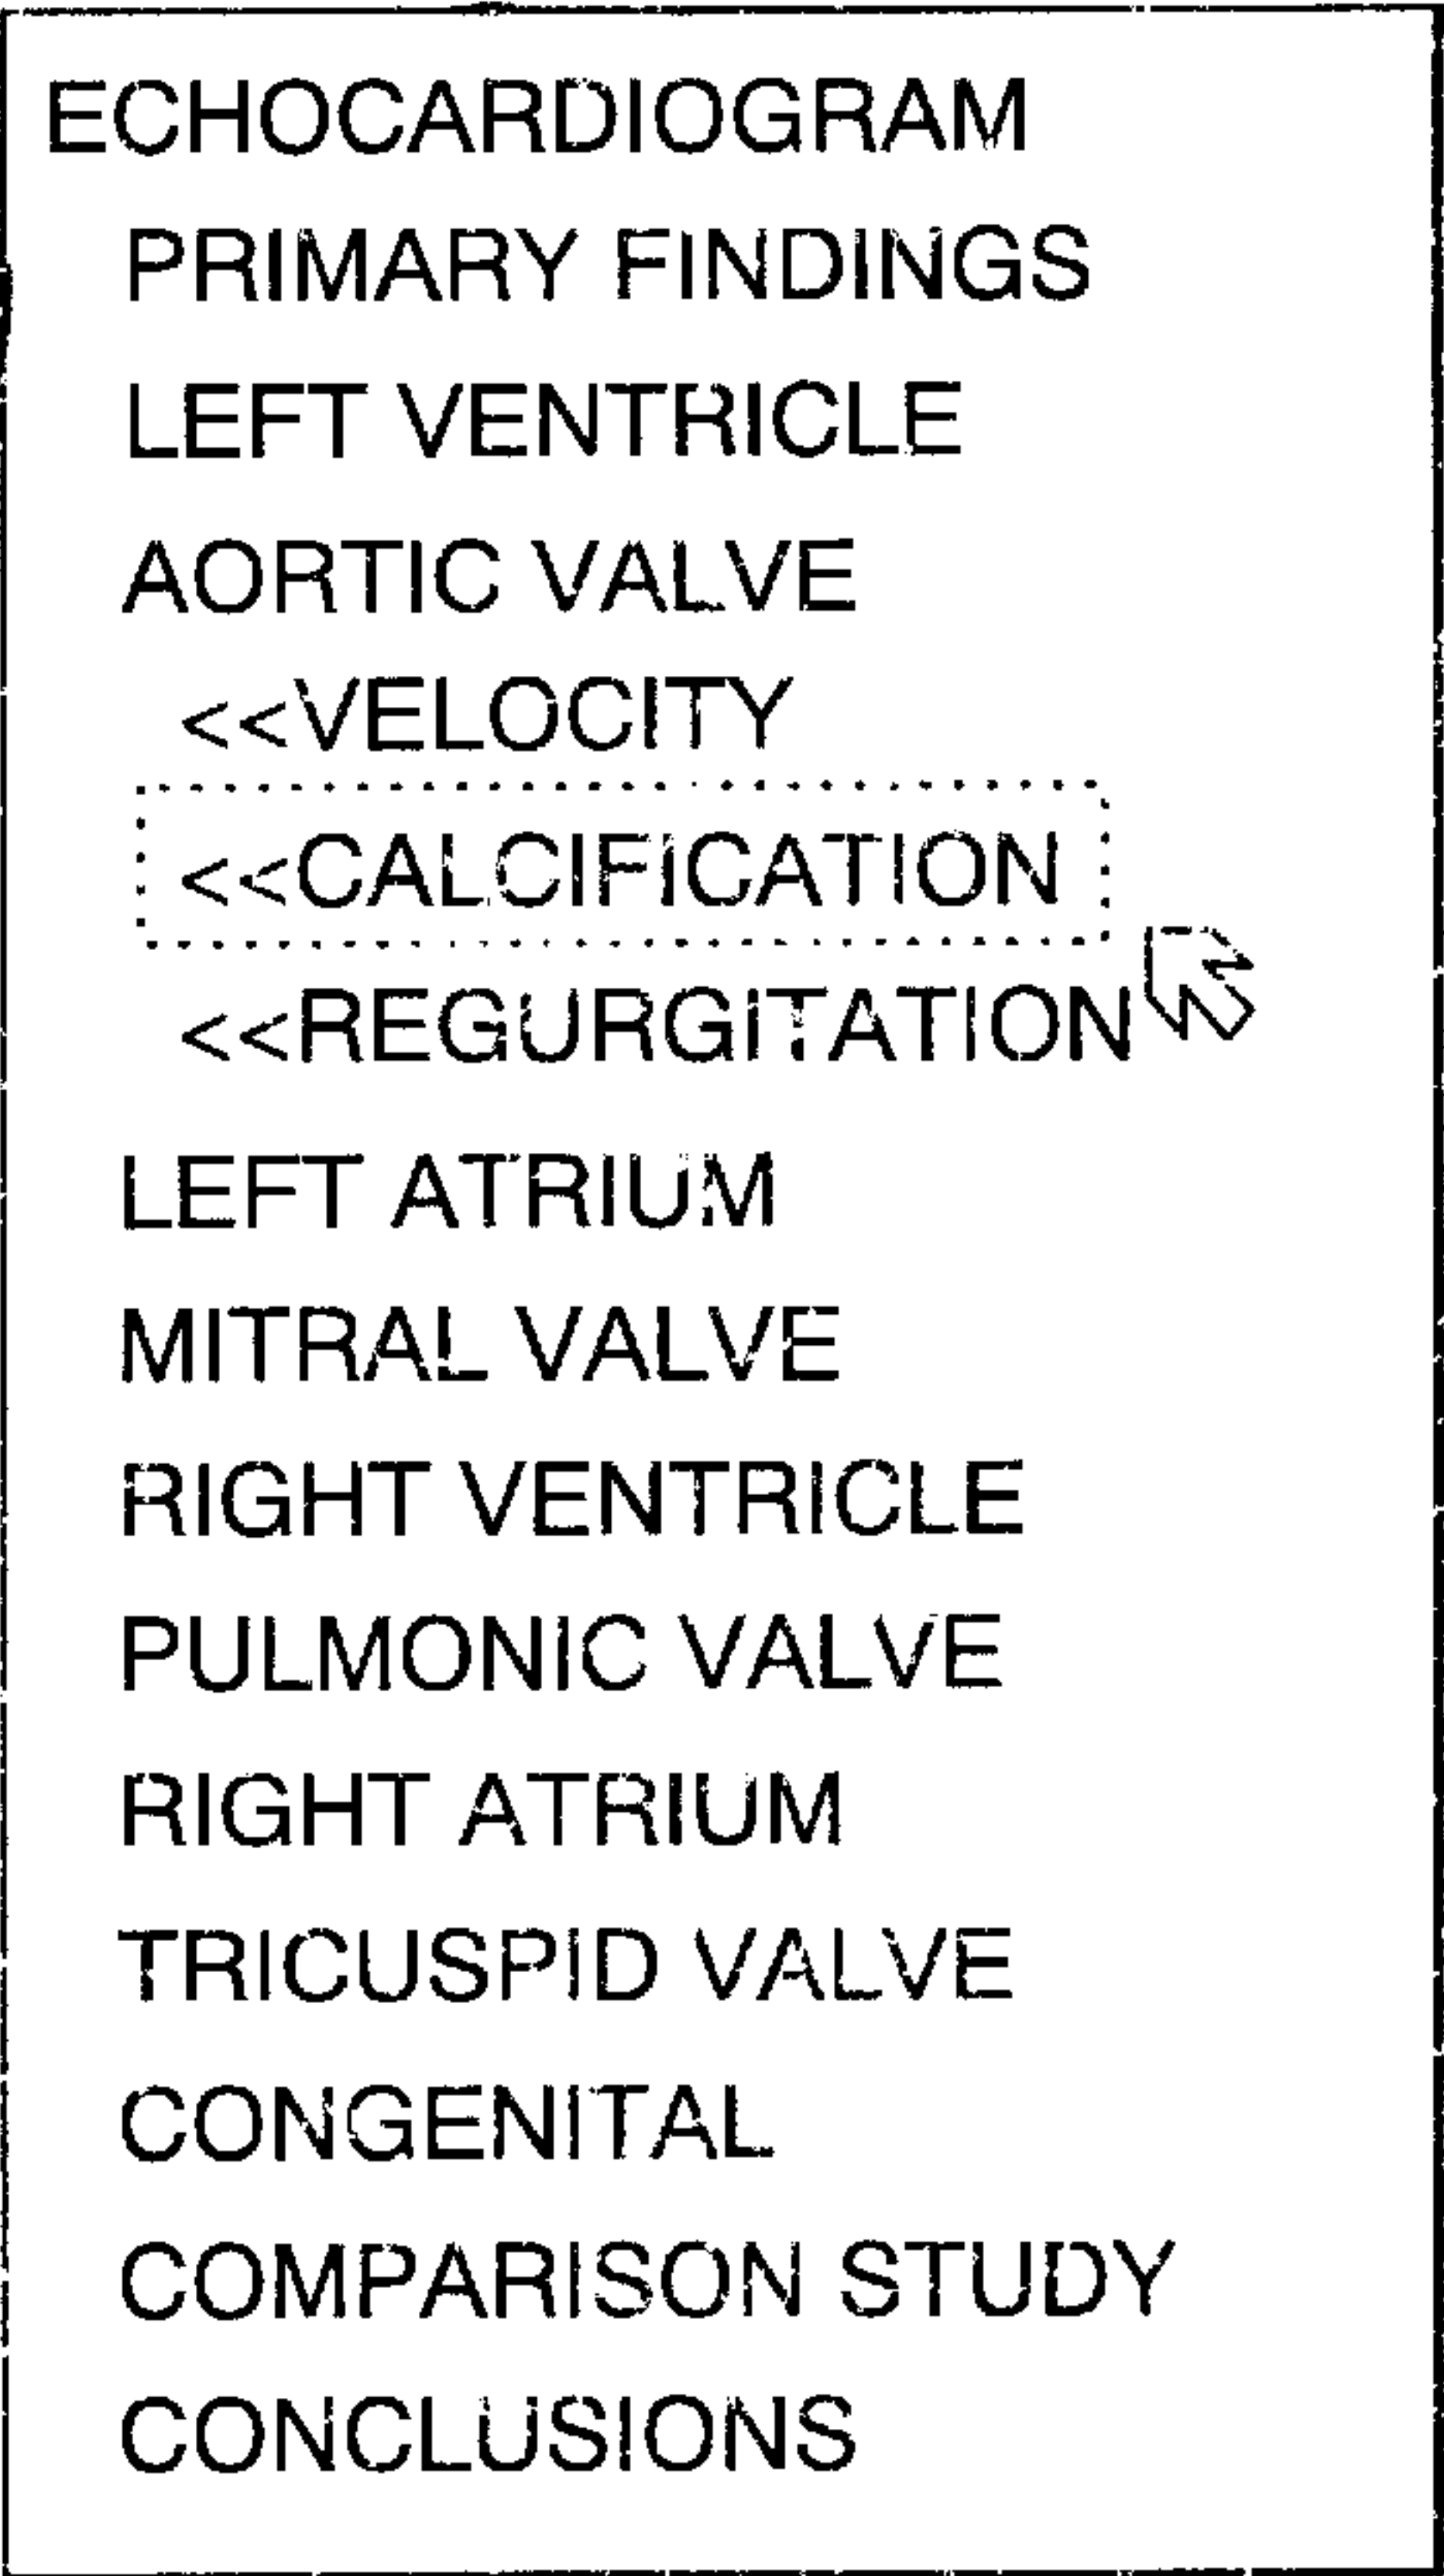 ECHOCARDIOGRAM
PRIMARY FINDINGS
LEFT VENTRICLE
AORTIC VALVE
<<VELOCITY
<<CALCIFICATION
<<REGURGITATION
LEFT ATRIUM
MITRAL VALVE
RIGHT VENTRICLE
PULMONIC VALVE
RIGHT ATRIUM
TRICUSPID VALVE
CONGENITAL
COMPARISON STUDY
CONCLUSIONS